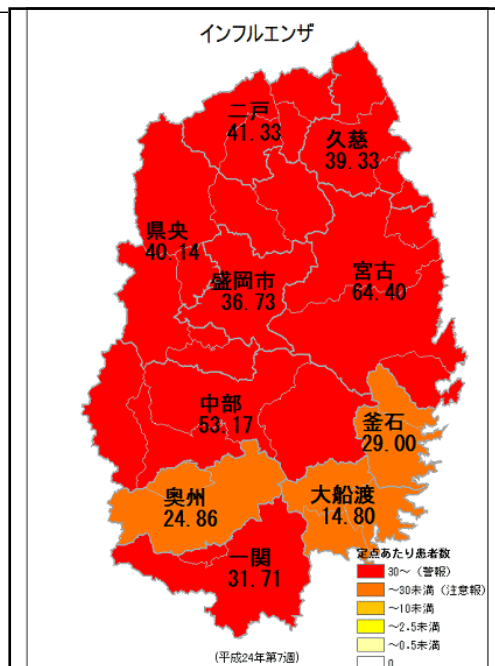 インフルエンザ
二戸
41.33
久慈
39.33
県央
40.14
盛岡市
36.73
宮古
64.40
中部
53.17
釜石
29.00
奥州
24.86
大船渡
14.80
一関
31.71
定点あたり患者数
30～（警報）
～30未満（注意報）
～10未満
～2.5未満
～0.5未満
0
(平成24年第7週)